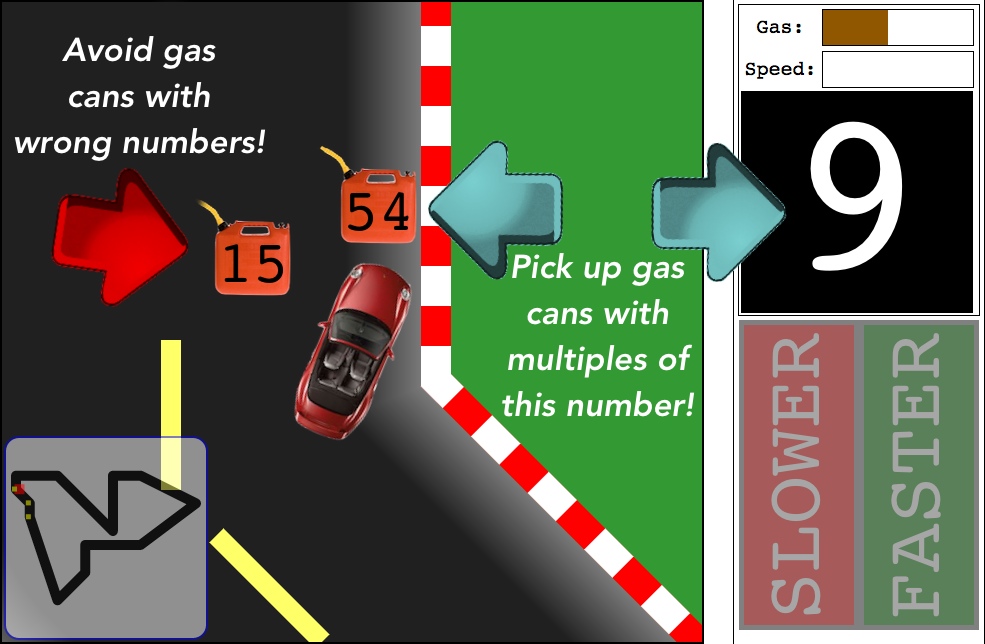 Avoid gas
cans with
wrong numbers!
15
54
Pick up gas
cans with
multiples of
this number!
Gas:
Speed:
9
SLOWER
FASTER